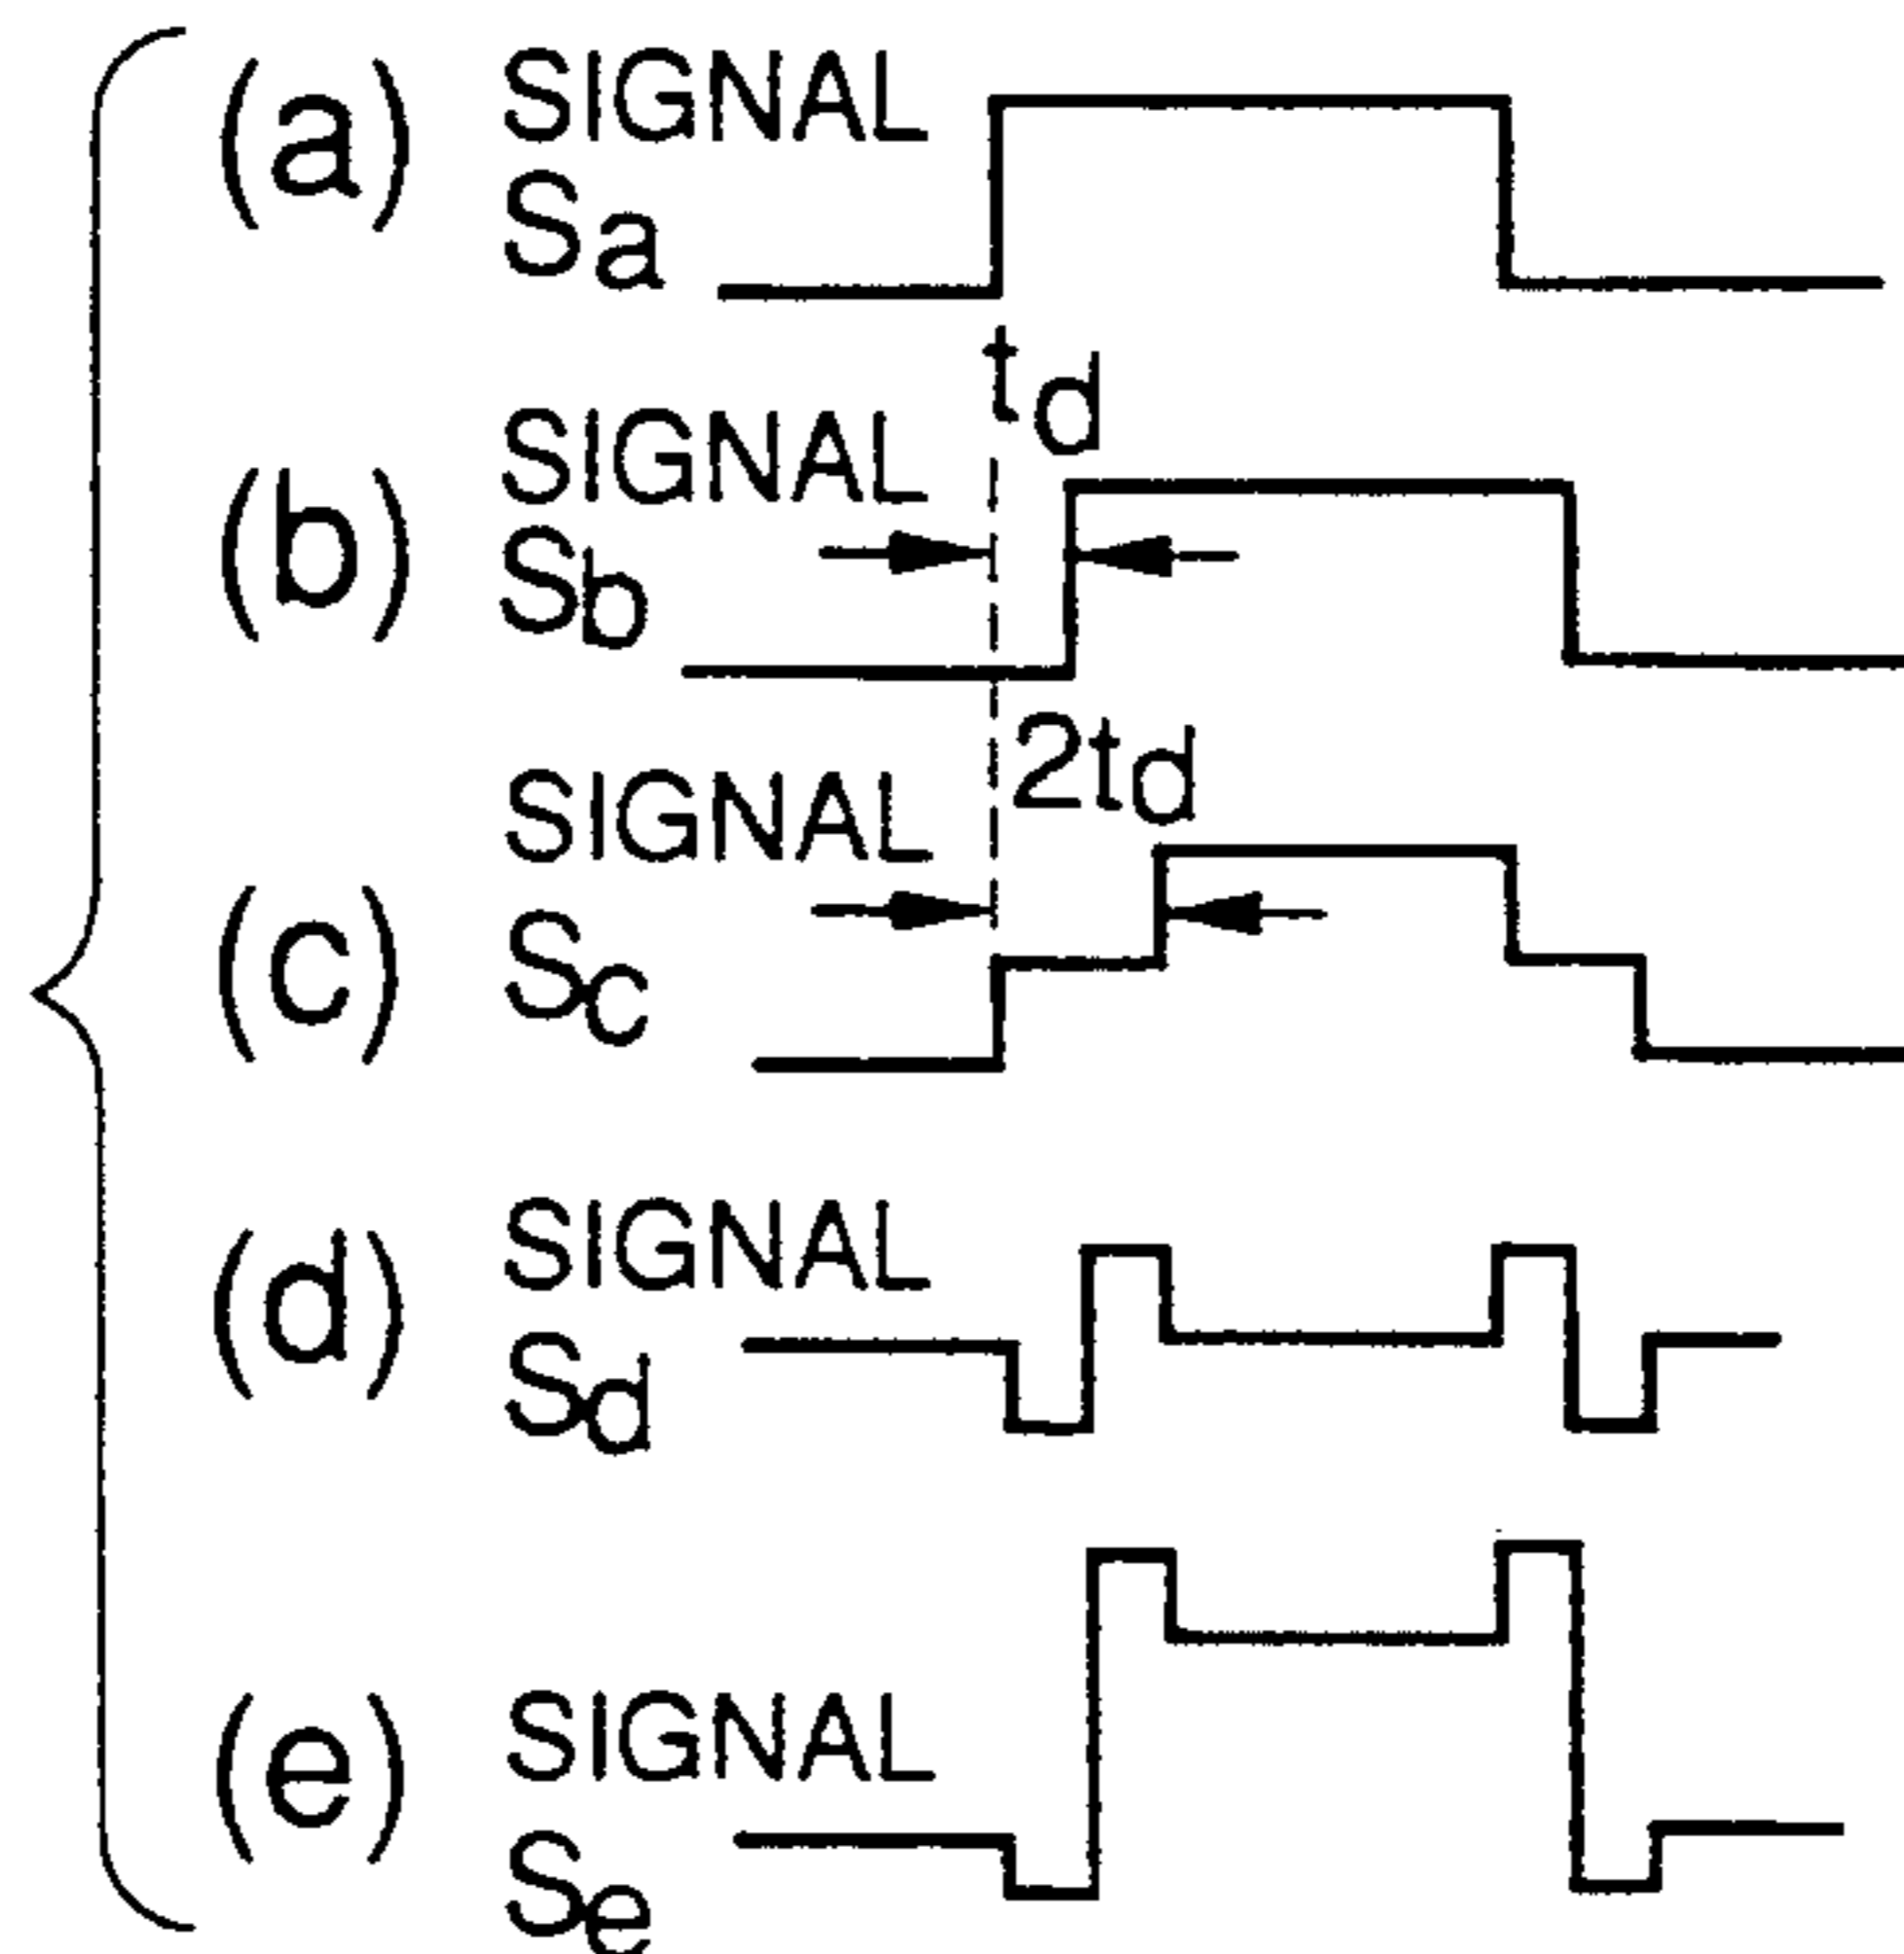 (a) SIGNAL
Sa
td
(b) SIGNAL
Sb
2td
(c) SIGNAL
Sc
(d) SIGNAL
Sd
(e) SIGNAL
Se